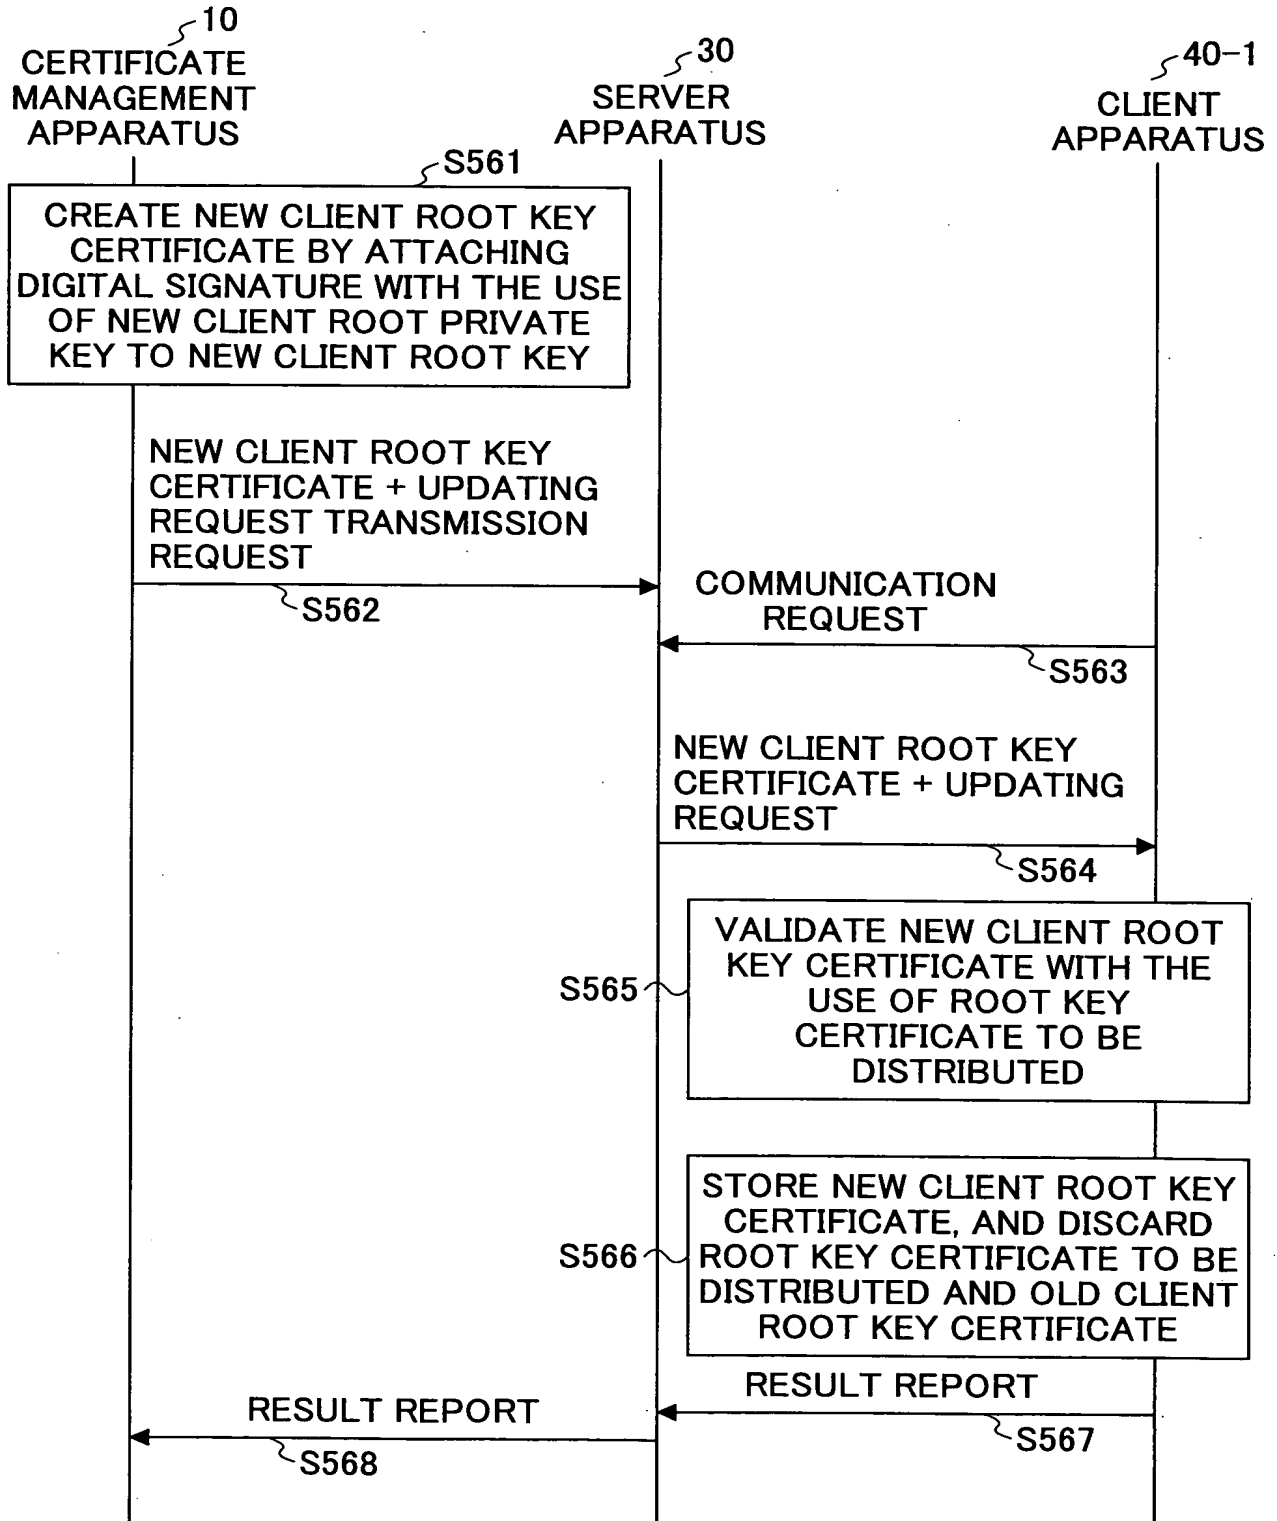 10
CERTIFICATE
MANAGEMENT
APPARATUS
30
SERVER
APPARATUS
40-1
CLIENT
APPARATUS
S561
CREATE NEW CLIENT ROOT KEY
CERTIFICATE BY ATTACHING
DIGITAL SIGNATURE WITH THE USE
OF NEW CLIENT ROOT PRIVATE
KEY TO NEW CLIENT ROOT KEY
NEW CLIENT ROOT KEY
CERTIFICATE + UPDATING
REQUEST TRANSMISSION
REQUEST
S562
COMMUNICATION
REQUEST
S563
NEW CLIENT ROOT KEY
CERTIFICATE + UPDATING
REQUEST
S564
VALIDATE NEW CLIENT ROOT
KEY CERTIFICATE WITH THE
USE OF ROOT KEY
CERTIFICATE TO BE
DISTRIBUTED
S565
STORE NEW CLIENT ROOT KEY
CERTIFICATE, AND DISCARD
ROOT KEY CERTIFICATE TO BE
DISTRIBUTED AND OLD CLIENT
ROOT KEY CERTIFICATE
S566
RESULT REPORT
S567
RESULT REPORT
S568